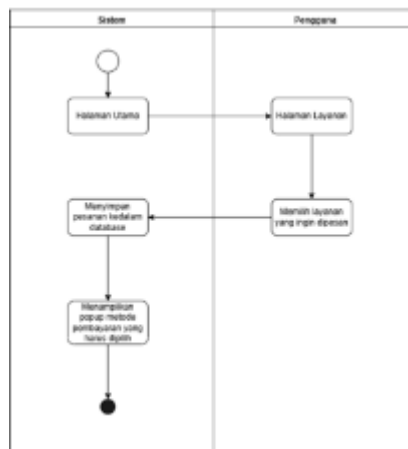 Sistem
Pengguna
Halaman Utama
Halaman Layanan
Menyimpan
pesanan kedalam
database
Memilih layanan
yang ingin dipesan
Menampilkan
popup metode
pembayaran yang
harus dipilih